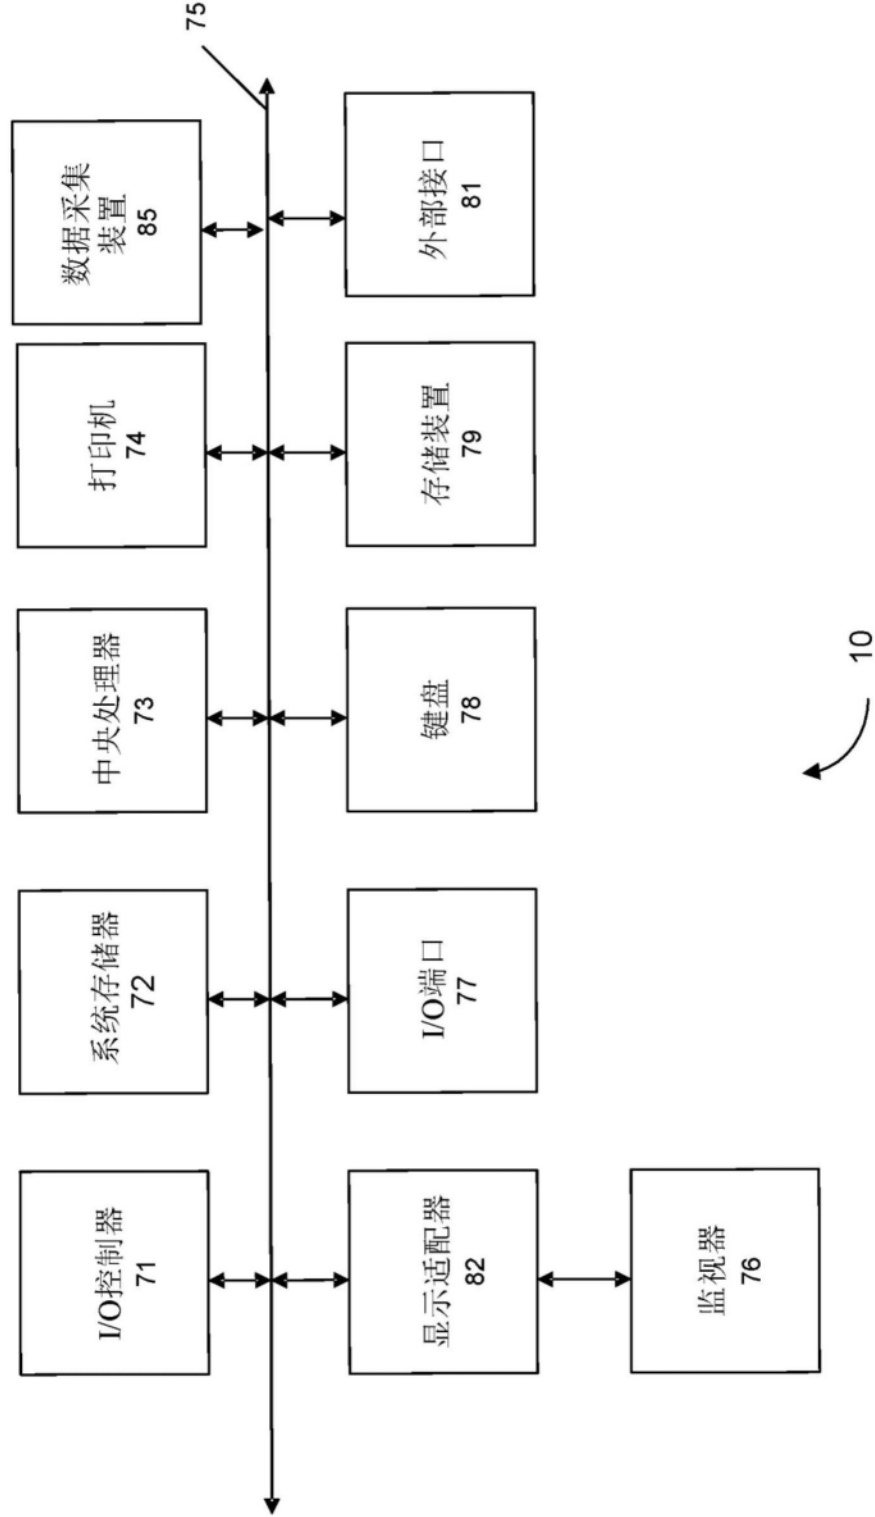 I/O控制器
71
系统存储器
72
中央处理器
73
打印机
74
数据采集
装置
85
75
显示适配器
82
I/O端口
77
键盘
78
存储装置
79
外部接口
81
监视器
76
10